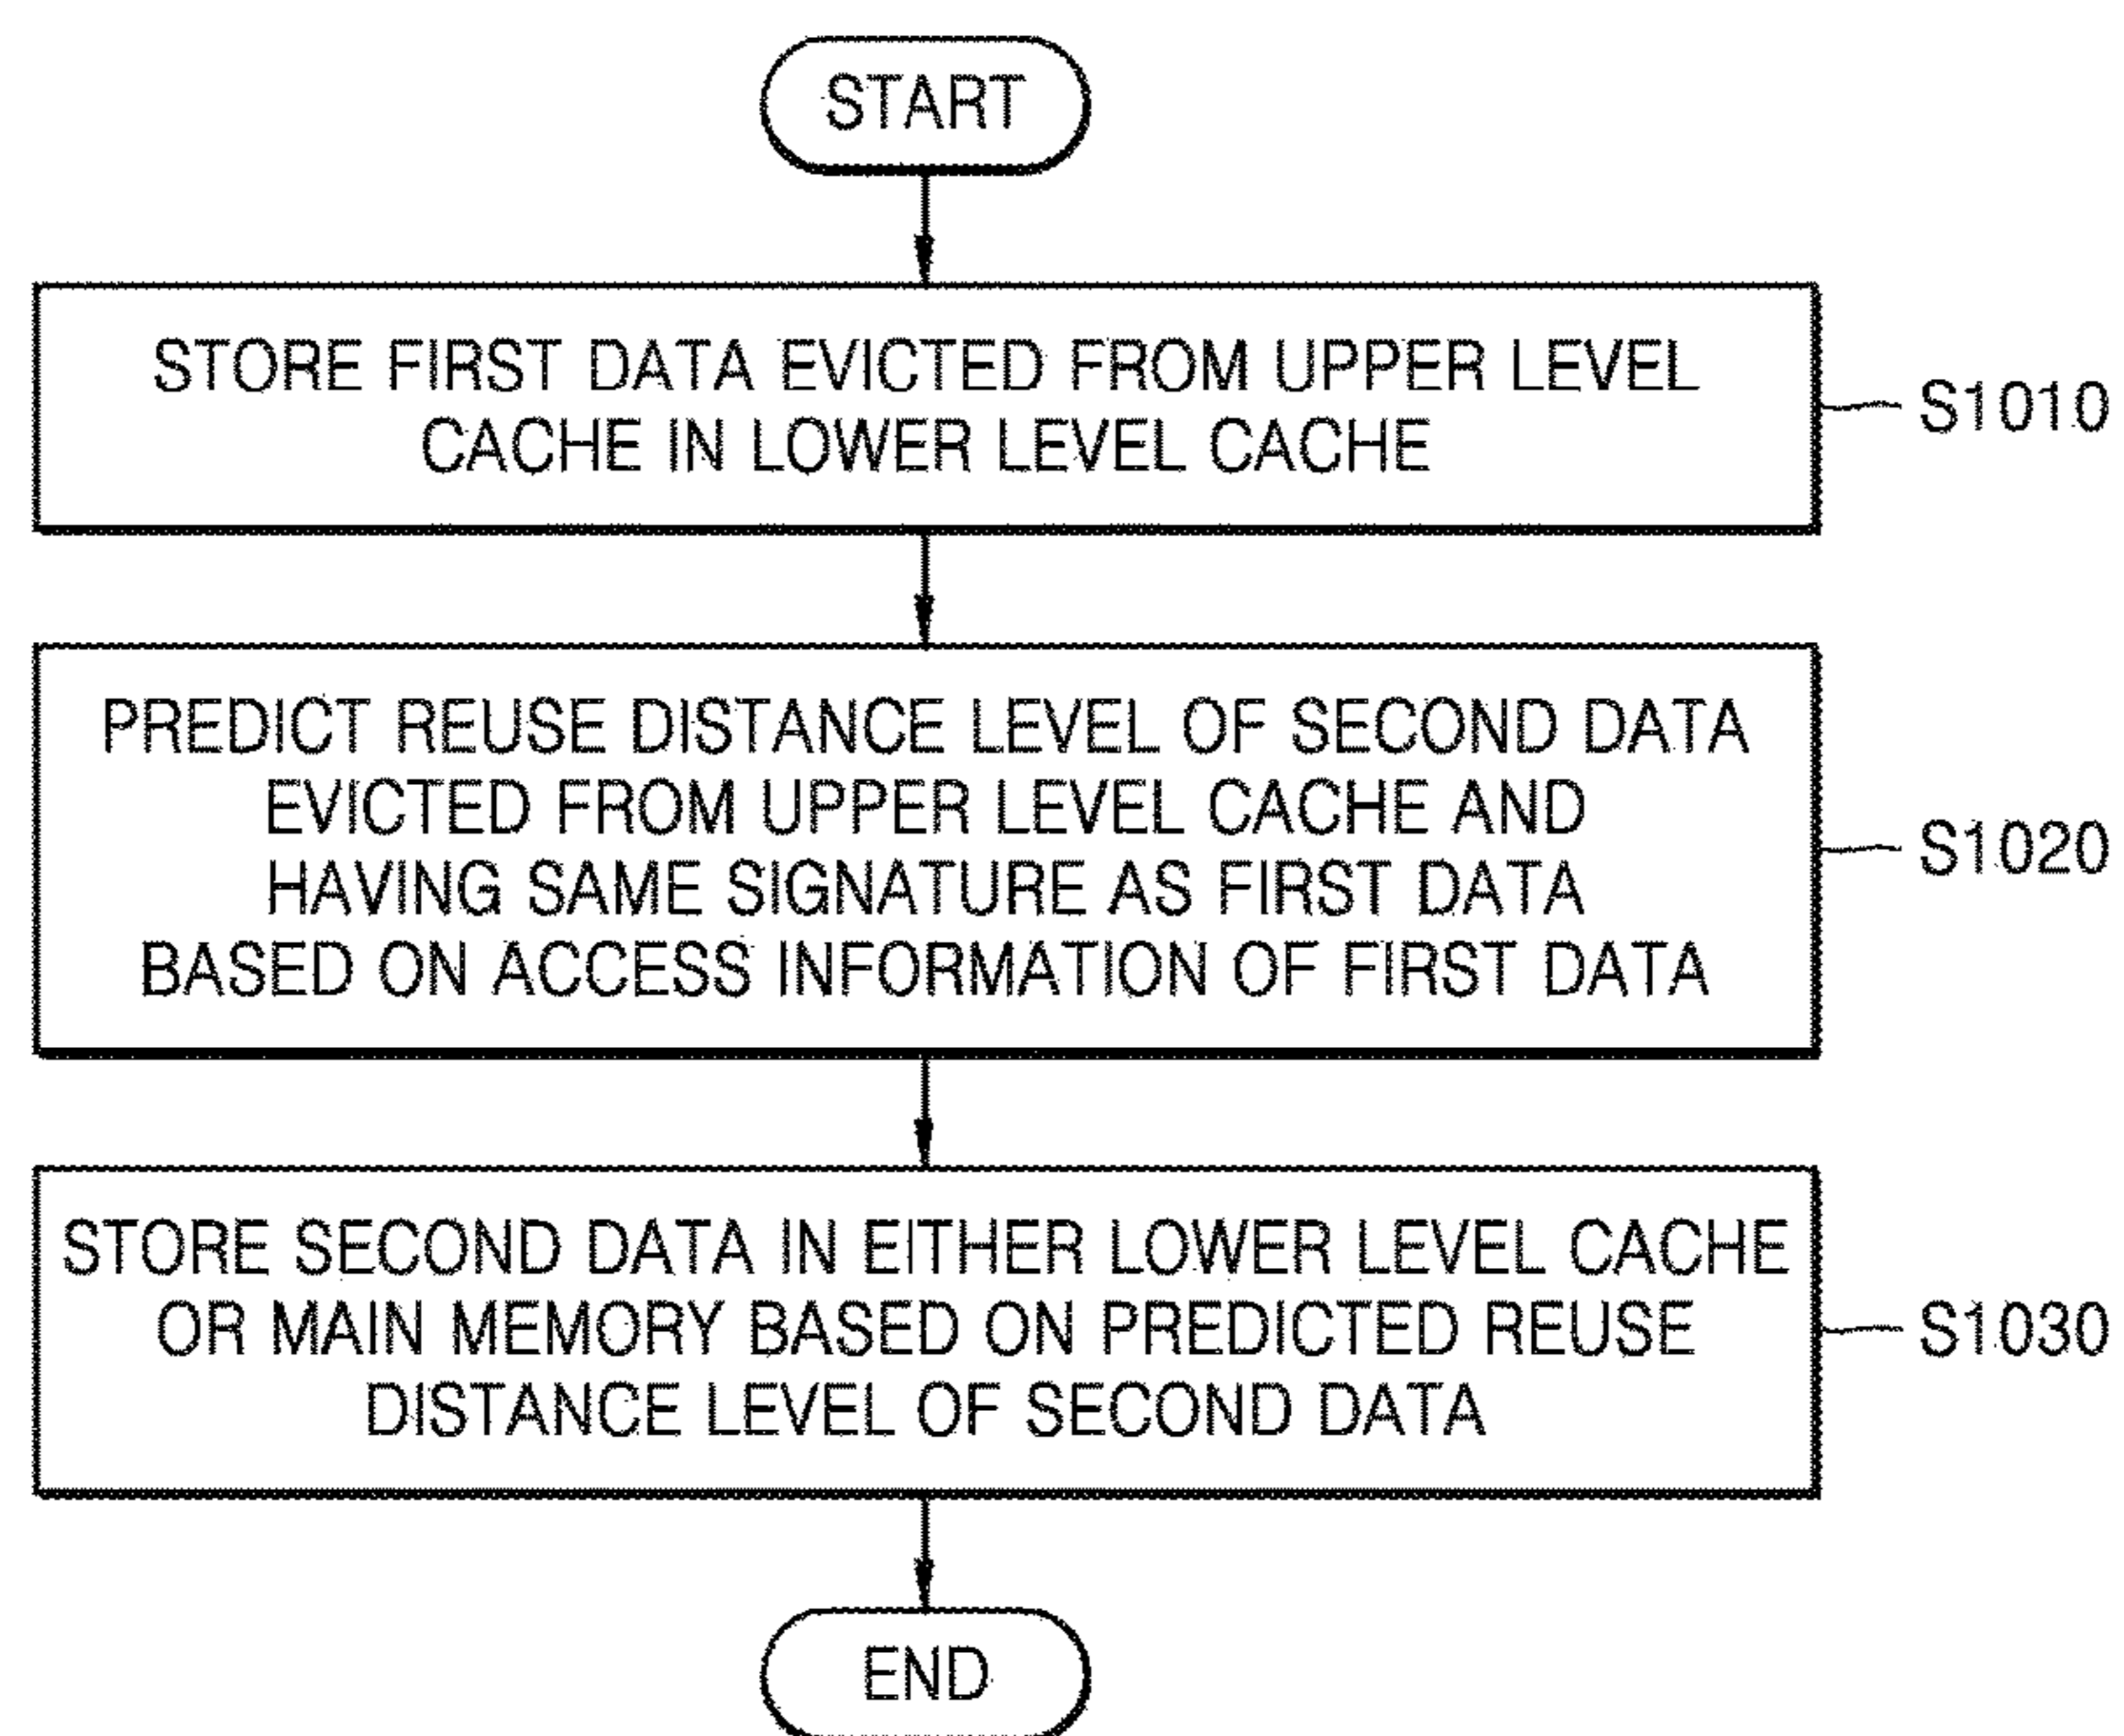 START
STORE FIRST DATA EVICTED FROM UPPER LEVEL
CACHE IN LOWER LEVEL CACHE
S1010
PREDICT REUSE DISTANCE LEVEL OF SECOND DATA
EVICTED FROM UPPER LEVEL CACHE AND
HAVING SAME SIGNATURE AS FIRST DATA
BASED ON ACCESS INFORMATION OF FIRST DATA
S1020
STORE SECOND DATA IN EITHER LOWER LEVEL CACHE
OR MAIN MEMORY BASED ON PREDICTED REUSE
DISTANCE LEVEL OF SECOND DATA
S1030
END